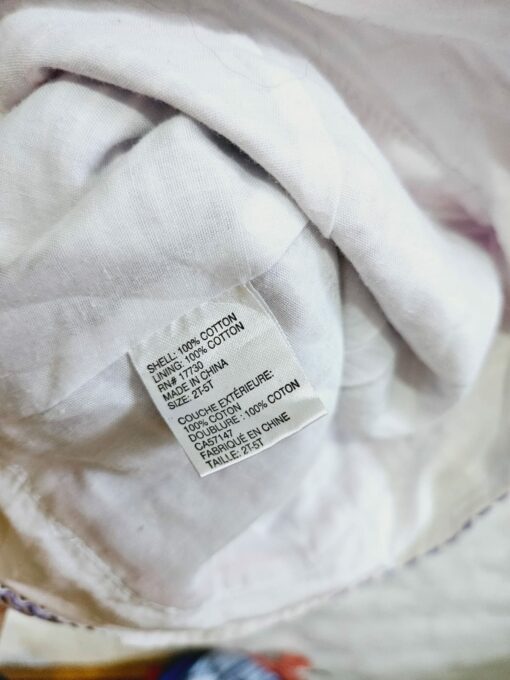 SHELL: 100% COTTON
LINING: 100% COTTON
RN# 17730
MADE IN CHINA
SIZE: 2T-5T
COUCHE EXTÉRIEURE:
100% COTON
DOUBLURE : 100% COTON
CA57147
FABRIQUÉ EN CHINE
TAILLE: 2T-5T